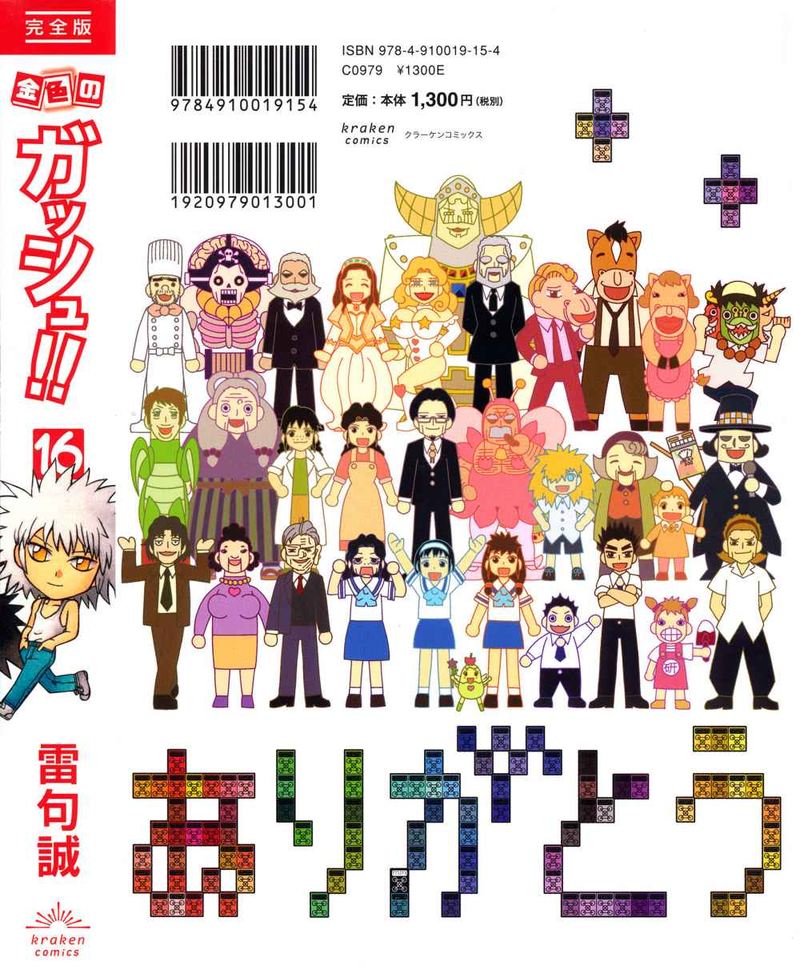 完全版
金色の
ガッシュ!!
16
雷句誠
kraken
comics
9784910019154
1920979013001
ISBN 978-4-910019-15-4
C0979 ¥1300E
定価：本体1,300円（税別）
kraken
comics
クラーケンコミックス
ありがとう